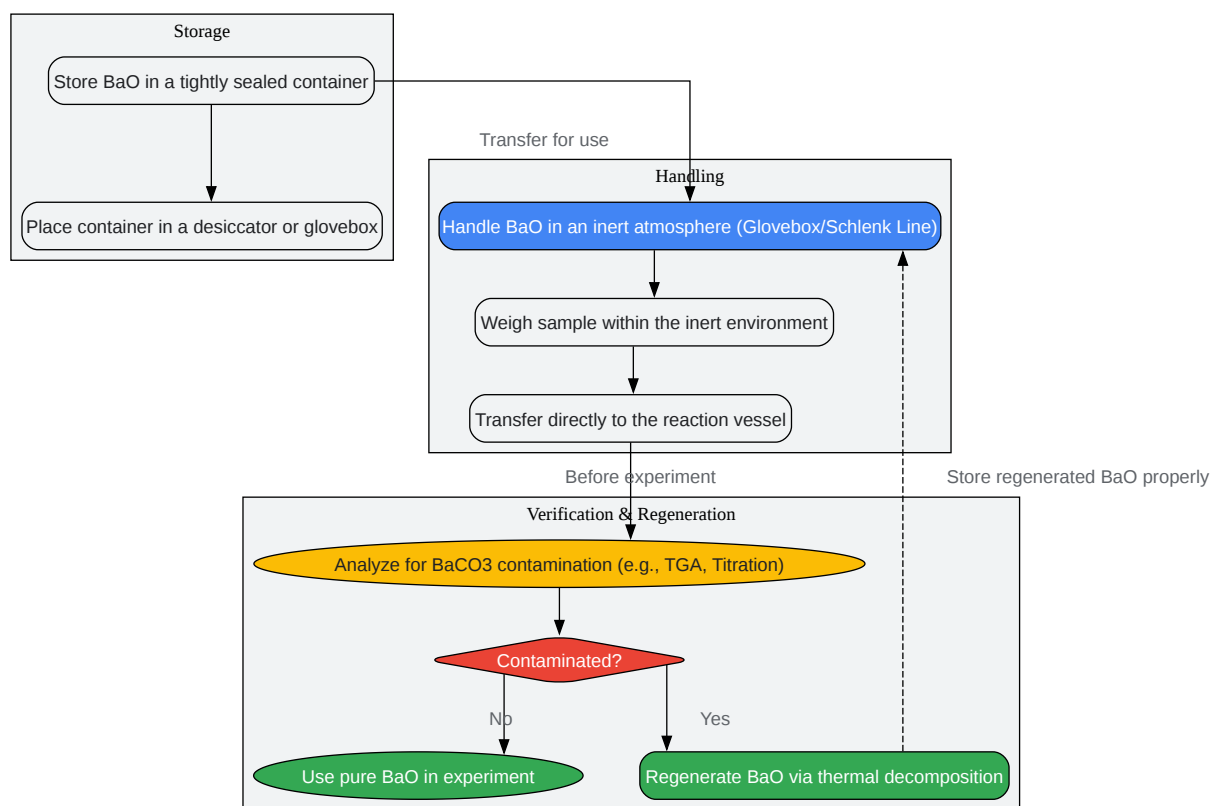 Storage
Store BaO in a tightly sealed container
Transfer for use
Handling
Place container in a desiccator or glovebox
Handle BaO in an inert atmosphere (Glovebox/Schlenk Line)
Weigh sample within the inert environment
Transfer directly to the reaction vessel
Before experiment
Store regenerated BaO properly
Verification & Regeneration
Analyze for BaCO3 contamination (e.g., TGA, Titration)
Contaminated?
No
Yes
Use pure BaO in experiment
Regenerate BaO via thermal decomposition